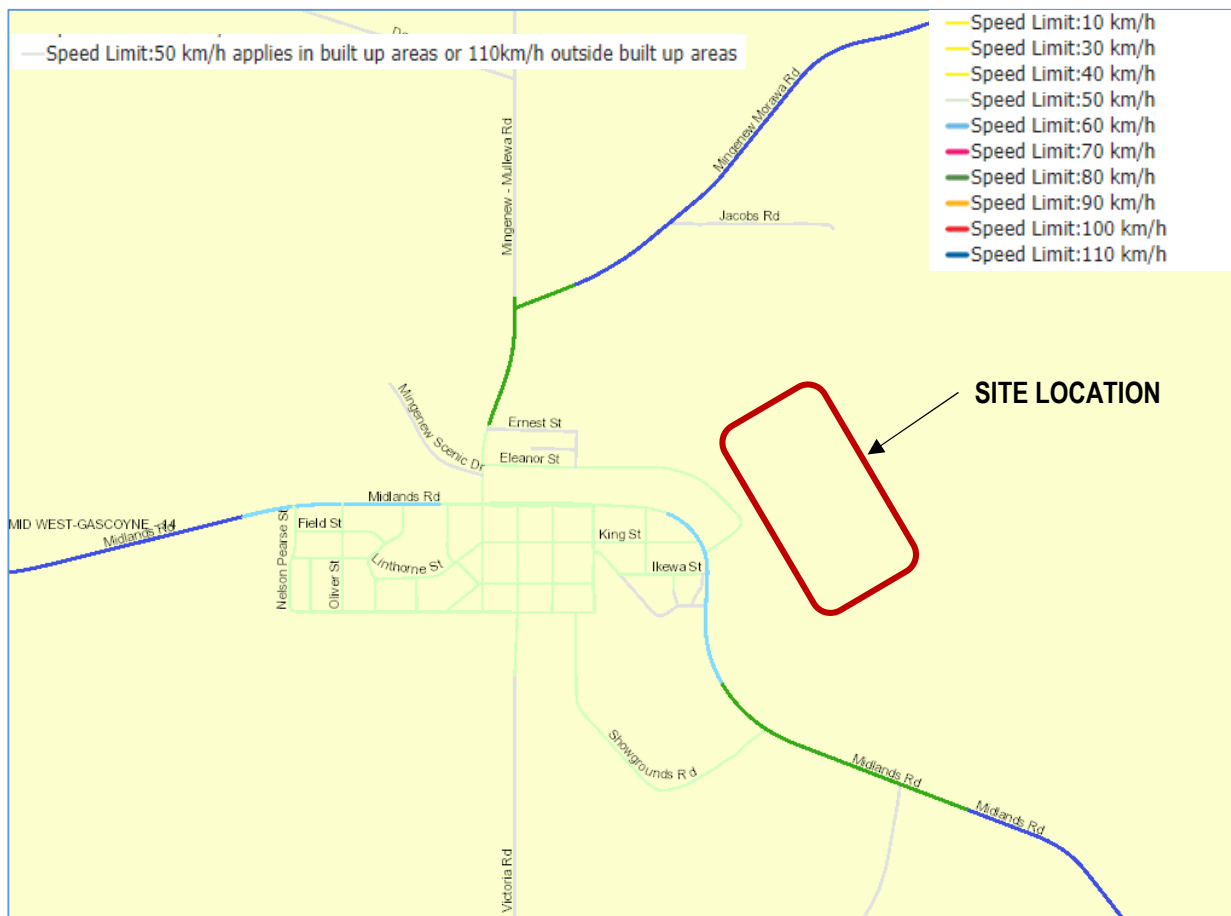 Speed Limit:50 km/h applies in built up areas or 110km/h outside built up areas
Speed Limit:10 km/h
Speed Limit:30 km/h
Speed Limit:40 km/h
Speed Limit:50 km/h
Speed Limit:60 km/h
Speed Limit:70 km/h
Speed Limit:80 km/h
Speed Limit:90 km/h
Speed Limit:100 km/h
Speed Limit:110 km/h
Mingenew - Mullewa Rd
Mingenew Morawa Rd
Jacobs Rd
SITE LOCATION
Mingenew Scenic Dr
Ernest St
Eleanor St
Midlands Rd
MID WEST-GASCOYNE -14
Midlands Rd
Nelson Pearse St
Field St
King St
Linthorne St
Oliver St
Ikewa St
Showgrounds Rd
Midlands Rd
Midlands Rd
Victoria Rd